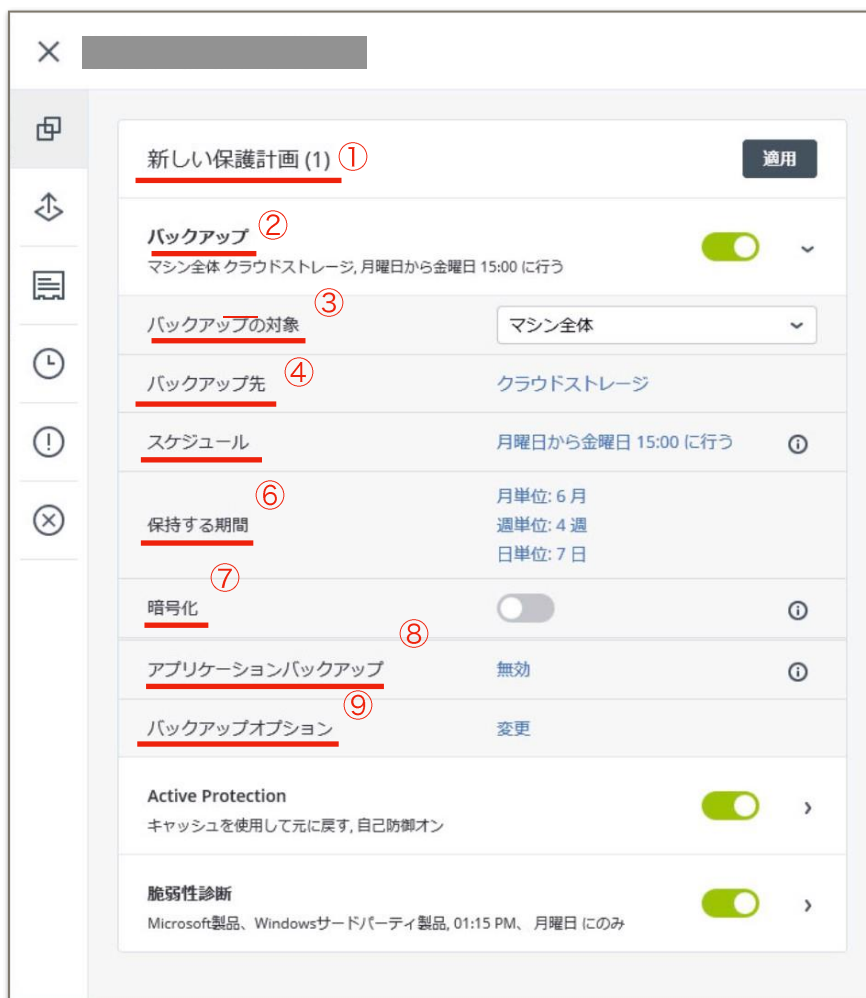 新しい保護計画 (1) ①
適用
バックアップ ②
マシン全体 クラウドストレージ, 月曜日から金曜日 15:00 に行う
③
バックアップの対象 マシン全体
バックアップ先 ④ クラウドストレージ
スケジュール 月曜日から金曜日 15:00 に行う
⑥
保持する期間
月単位: 6 月
週単位: 4 週
日単位: 7 日
⑦
暗号化
⑧
アプリケーションバックアップ 無効
⑨
バックアップオプション 変更
Active Protection
キャッシュを使用して元に戻す, 自己防御オン
脆弱性診断
Microsoft製品、Windowsサードパーティ製品, 01:15 PM、 月曜日 にのみ